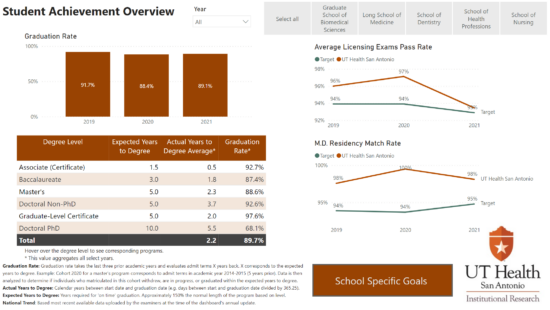 Student Achievement Overview
Year
All
Select all
Graduate
School of
Biomedical
Sciences
Long School of
Medicine
School of
Dentistry
School of
Health
Professions
School of
Nursing
Graduation Rate
100%
50%
0%
91.7%
88.4%
89.1%
2019
2020
2021
Average Licensing Exams Pass Rate
Target UT Health San Antonio
98%
96%
94%
92%
96%
97%
94%
94%
Target
2019
2020
2021
M.D. Residency Match Rate
Target UT Health San Antonio
100%
95%
90%
98%
100%
98%
UT Health San Antonio
94%
94%
95%
Target
2019
2020
2021
Degree Level Expected Years to Degree Actual Years to Degree Average* Graduation Rate*
Associate (Certificate) 1.5 0.5 92.7%
Baccalaureate 3.0 1.8 87.4%
Master's 5.0 2.3 88.6%
Doctoral Non-PhD 5.0 3.7 92.6%
Graduate-Level Certificate 5.0 2.0 97.6%
Doctoral PhD 10.0 5.5 68.1%
Total 2.2 89.7%
Hover over the degree level to see corresponding programs.
* This value aggregates all select years.
Graduation Rate: Graduation rate takes the last three prior academic years and evaluates admit terms X years back. X corresponds to the expected
years to degree. Example: Cohort 2020 for a master's program corresponds to admit terms in academic year 2014-2015 (5 years prior). Data is then
analyzed to determine if individuals who matriculated in this cohort withdrew, are in progress, or graduated within the expected years to degree.
Actual Years to Degree: Calendar years between start date and graduation date (e.g. days between start and graduation date divided by 365.25).
Expected Years to Degree: Years required for on time graduation. Approximately 150% the normal length of the program based on level.
National Trend: Based most recent available data uploaded by the examiners at the time of the dashboard's annual update.
School Specific Goals
UT Health
San Antonio
Institutional Research